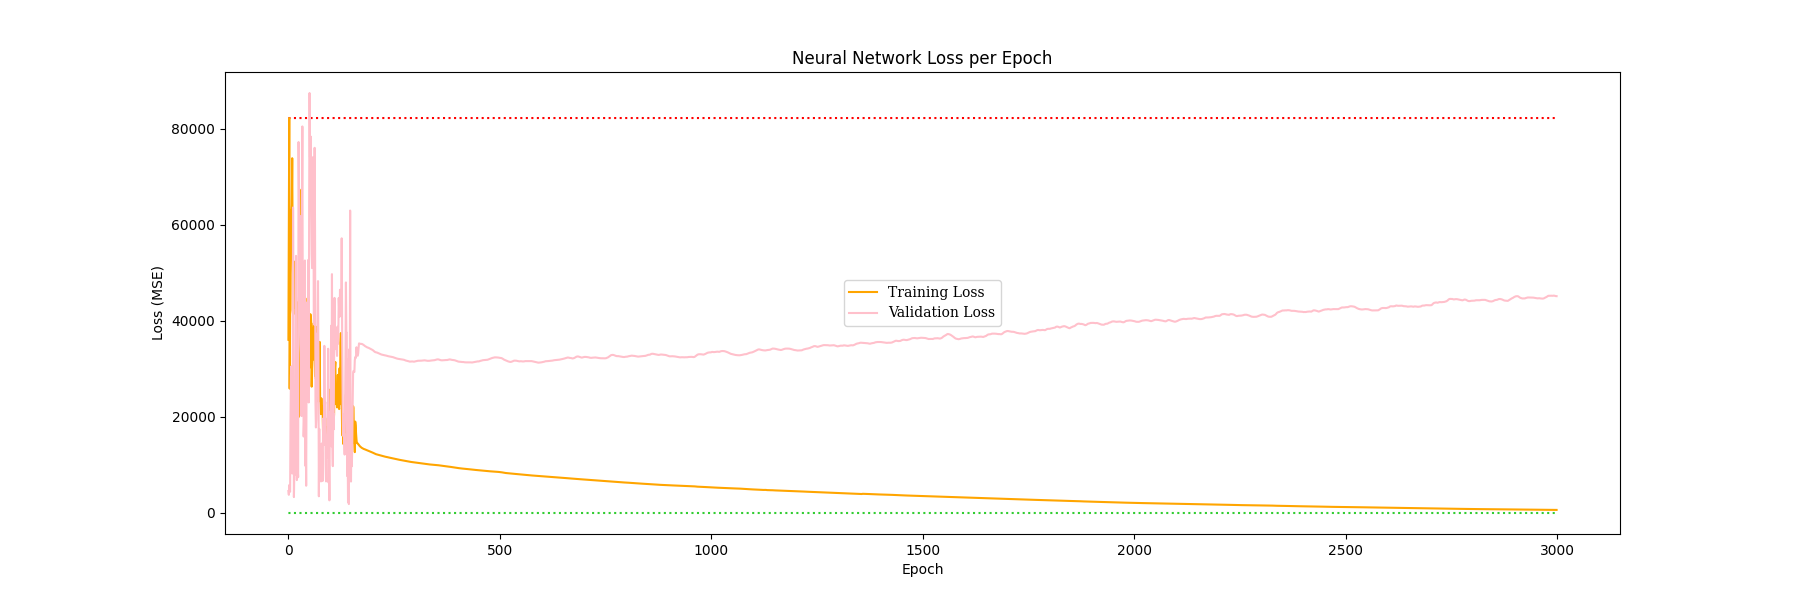 Neural Network Loss per Epoch
Loss (MSE)
80000
60000
40000
20000
0
Training Loss
Validation Loss
0
500
1000
1500
2000
2500
3000
Epoch